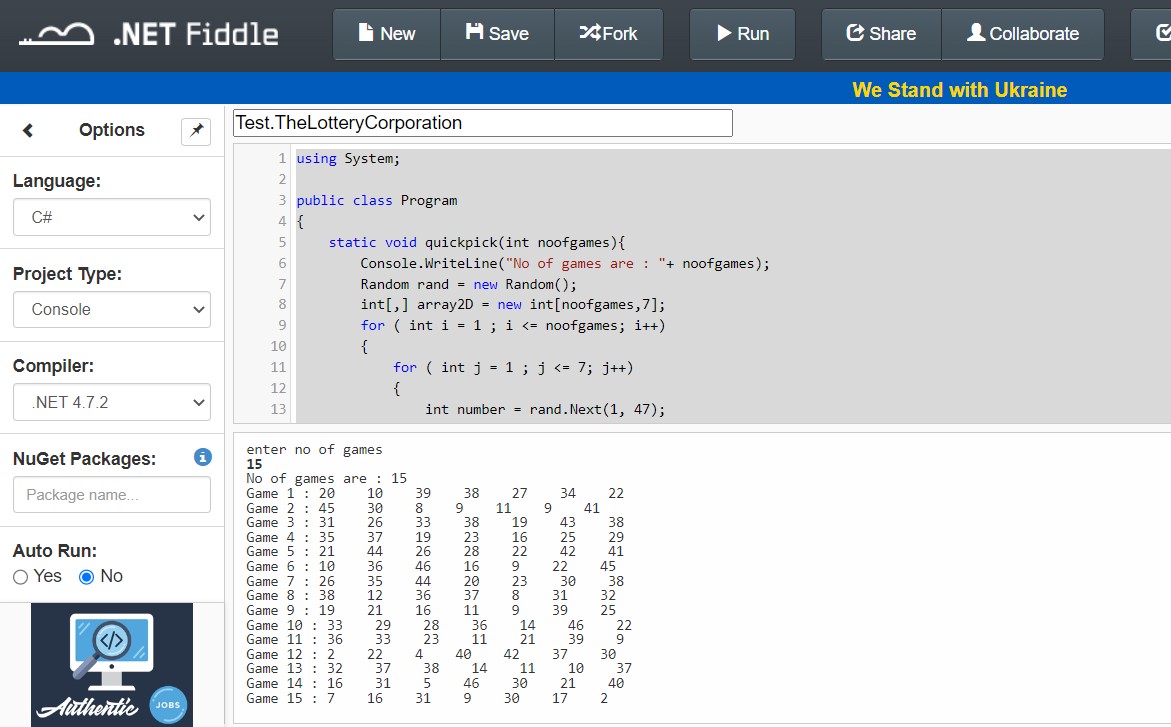 .NET Fiddle
New Save Fork Run Share Collaborate
We Stand with Ukraine
Options
Test.TheLotteryCorporation
Language:
C#
Project Type:
Console
Compiler:
.NET 4.7.2
NuGet Packages:
Package name...
Auto Run:
Yes No
</>
Authentic
JOBS
1 using System;
2
3 public class Program
4 {
5 static void quickpick(int noofgames){
6 Console.WriteLine("No of games are : "+ noofgames);
7 Random rand = new Random();
8 int[,] array2D = new int[noofgames,7];
9 for ( int i = 1 ; i <= noofgames; i++)
10 {
11 for ( int j = 1 ; j <= 7; j++)
12 {
13 int number = rand.Next(1, 47);
enter no of games
15
No of games are : 15
Game 1 : 20 10 39 38 27 34 22
Game 2 : 45 30 8 9 11 9 41
Game 3 : 31 26 33 38 19 43 38
Game 4 : 35 37 19 23 16 25 29
Game 5 : 21 44 26 28 22 42 41
Game 6 : 10 36 46 16 9 22 45
Game 7 : 26 35 44 20 23 30 38
Game 8 : 38 12 36 37 8 31 32
Game 9 : 19 21 16 11 9 39 25
Game 10 : 33 29 28 36 14 46 22
Game 11 : 36 33 23 11 21 39 9
Game 12 : 2 22 4 40 42 37 30
Game 13 : 32 37 38 14 11 10 37
Game 14 : 16 31 5 46 30 21 40
Game 15 : 7 16 31 9 30 17 2